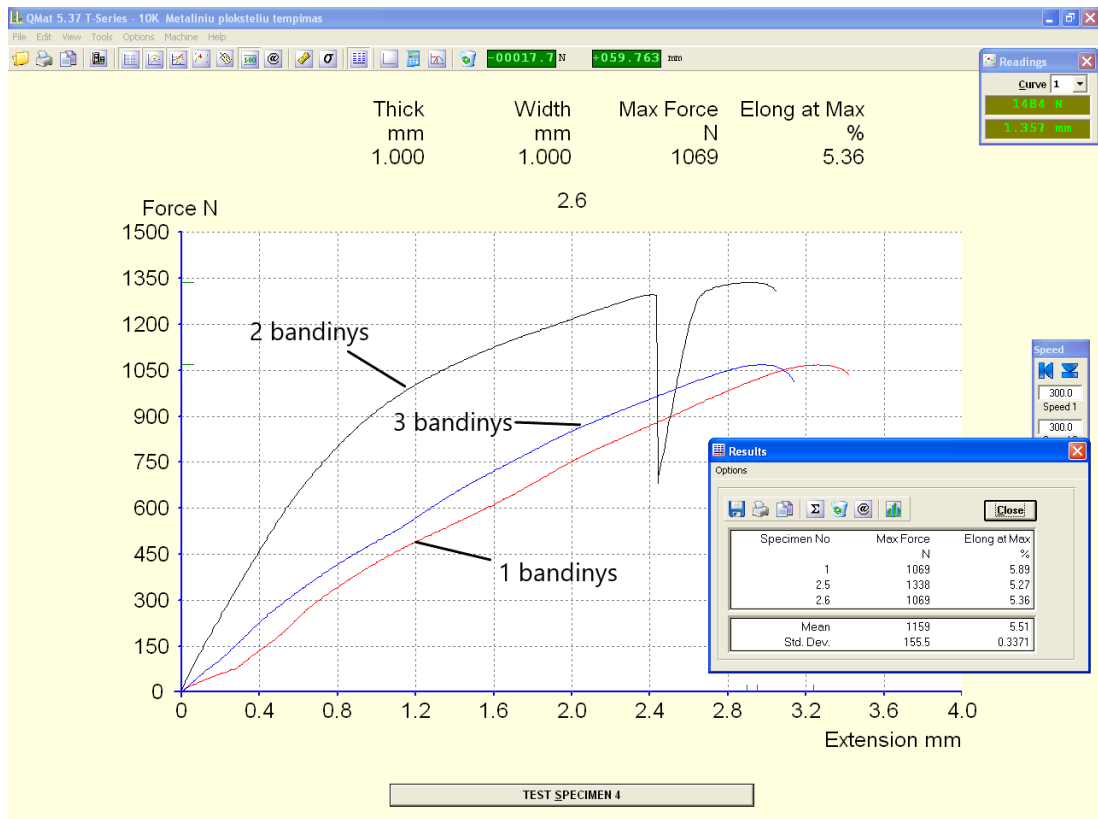 QMat 5.37 T-Series - 10K Metaliniu ploksteliu tempimas
File Edit View Tools Options Machine Help
-00017.7 N +059.763 mm
Readings
Curve 1
1484 N
1.357 mm
Thick Width Max Force Elong at Max
mm mm N %
1.000 1.000 1069 5.36
2.6
Force N
1500
1350
1200
1050
900
750
600
450
300
150
0
0 0.4 0.8 1.2 1.6 2.0 2.4 2.8 3.2 3.6 4.0
Extension mm
2 bandinys
3 bandinys
1 bandinys
Speed
300.0
Speed 1
300.0
Results
Options
Σ @ Close
Specimen No Max Force Elong at Max
N %
1 1069 5.89
2.5 1338 5.27
2.6 1069 5.36
Mean 1159 5.51
Std. Dev. 155.5 0.3371
TEST SPECIMEN 4